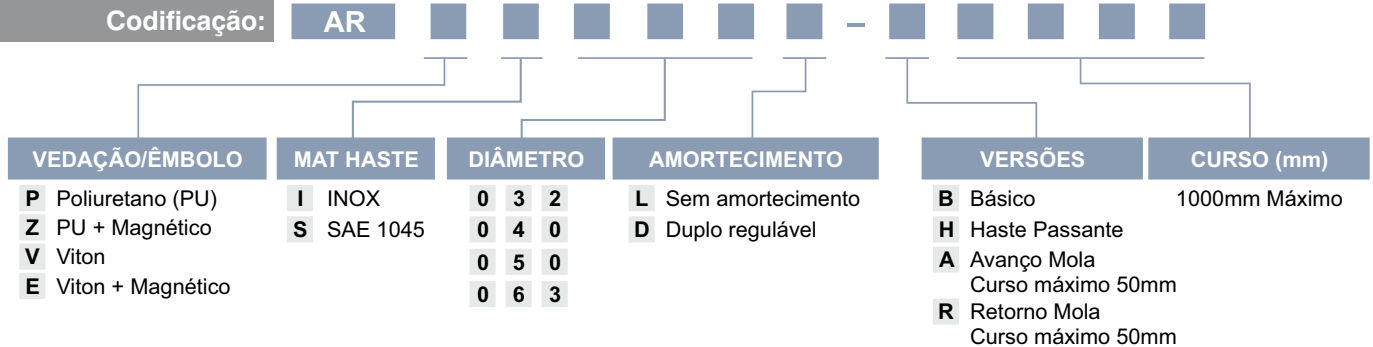 Codificação: AR –
VEDAÇÃO/ÊMBOLO MAT HASTE DIÂMETRO AMORTECIMENTO VERSÕES CURSO (mm)
P Poliuretano (PU) I INOX 0 3 2 L Sem amortecimento B Básico 1000mm Máximo
Z PU + Magnético S SAE 1045 0 4 0 D Duplo regulável H Haste Passante
V Viton 0 5 0 A Avanço Mola
Curso máximo 50mm
E Viton + Magnético 0 6 3 R Retorno Mola
Curso máximo 50mm